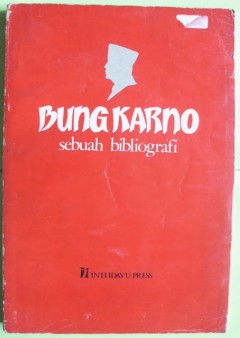 BUNG KARNO
sebuah bibliografi
INTI IDAYU PRESS